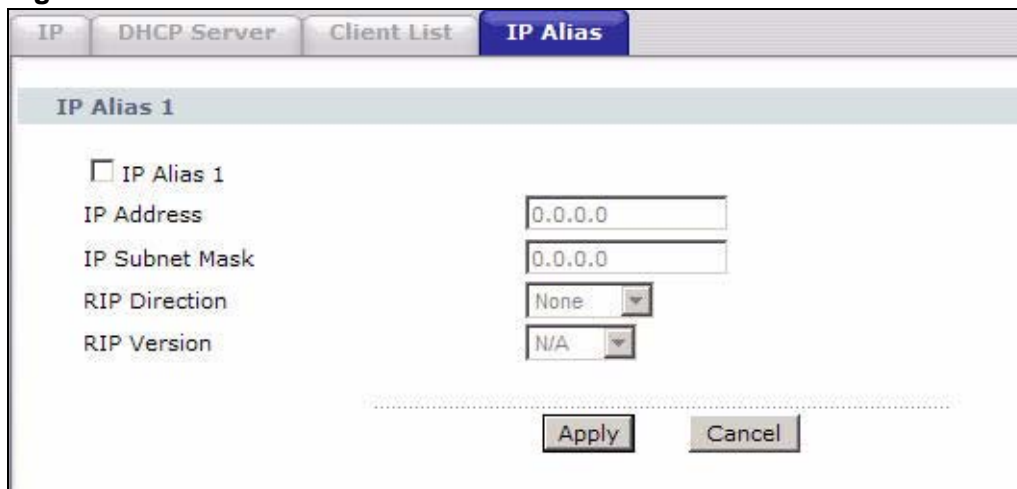 IP DHCP Server Client List IP Alias
IP Alias 1
IP Alias 1
IP Address 0.0.0.0
IP Subnet Mask 0.0.0.0
RIP Direction None
RIP Version N/A
Apply Cancel